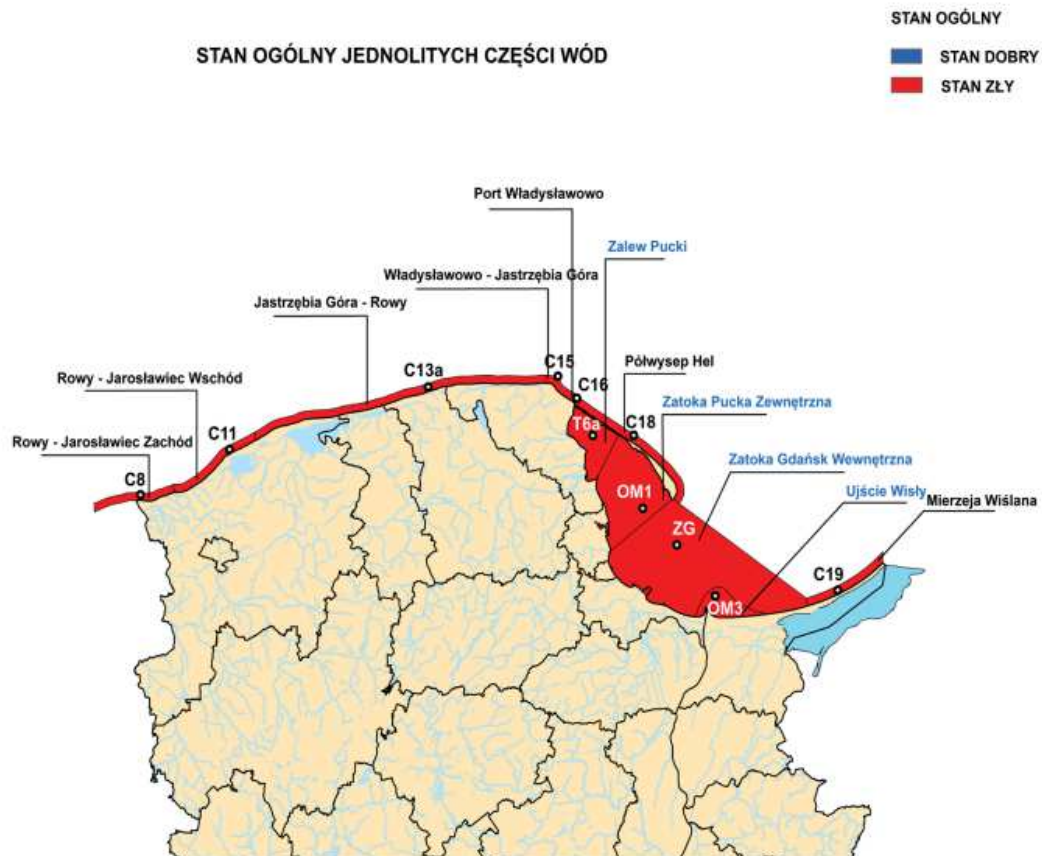 STAN OGÓLNY
STAN OGÓLNY JEDNOLITYCH CZĘŚCI WÓD
STAN DOBRY
STAN ZŁY
Port Władysławowo
Zalew Pucki
Władysławowo - Jastrzębia Góra
Jastrzębia Góra - Rowy
C15
Półwysep Hel
C13a
Rowy - Jarosławiec Wschód
C16
Zatoka Pucka Zewnętrzna
T6a
C18
C11
Rowy - Jarosławiec Zachód
Zatoka Gdańsk Wewnętrzna
C8
OM1
Ujście Wisły
Mierzeja Wiślana
ZG
C19
OM3